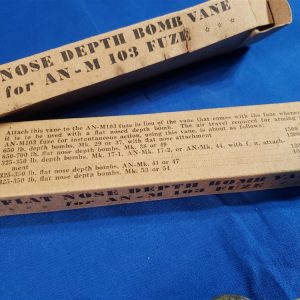 NOSE DEPTH BOMB VANE
for AN-M 103 FUZE
Attach this vane to the AN-M103 fuze in lieu of the vane that comes with the fuze whenever
it is to be used with a flat nosed depth bomb. The air travel required for arming
AN-M103 fuze for instantaneous action, using this vane, is about as follows:
650 lb. depth bombs, Mk. 29 or 37, with flat nose attachment
650-700 lb. flat nose depth bombs, Mk. 38 or 49
325-350 lb. depth bombs, Mk. 17-1, AN-Mk. 17-2, or AN-Mk. 44, with f. n. attach-
ment
325-350 lb. flat nose depth bombs, AN-Mk. 41 or 47
325-350 lb. flat nose depth bombs, Mk. 53 or 54
FLAT NOSE DEPTH BOMB VANE
for AN-M 103 FUZE